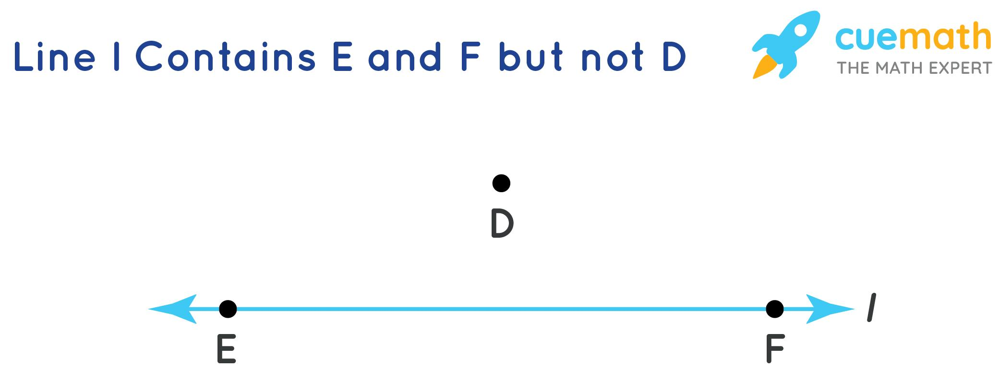 Line l Contains E and F but not D
cuemath
THE MATH EXPERT
D
l
E F